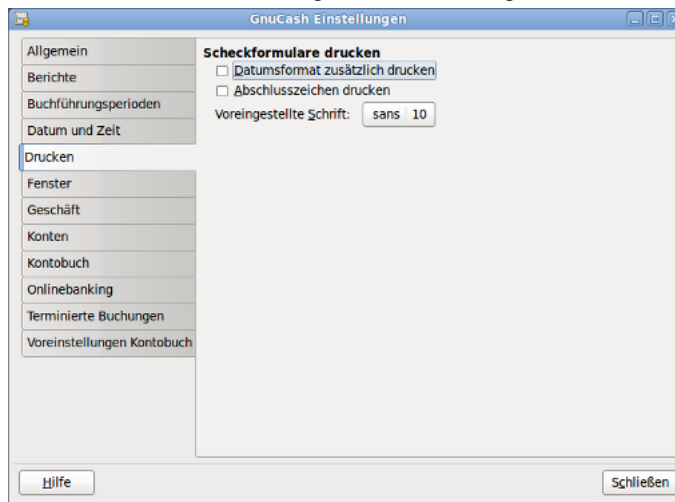 GnuCash Einstellungen
Allgemein
Berichte
Buchführungsperioden
Datum und Zeit
Drucken
Fenster
Geschäft
Konten
Kontobuch
Onlinebanking
Terminierte Buchungen
Voreinstellungen Kontobuch
Scheckformulare drucken
Datumsformat zusätzlich drucken
Abschlusszeichen drucken
Voreingestellte Schrift: sans 10
Hilfe
Schließen